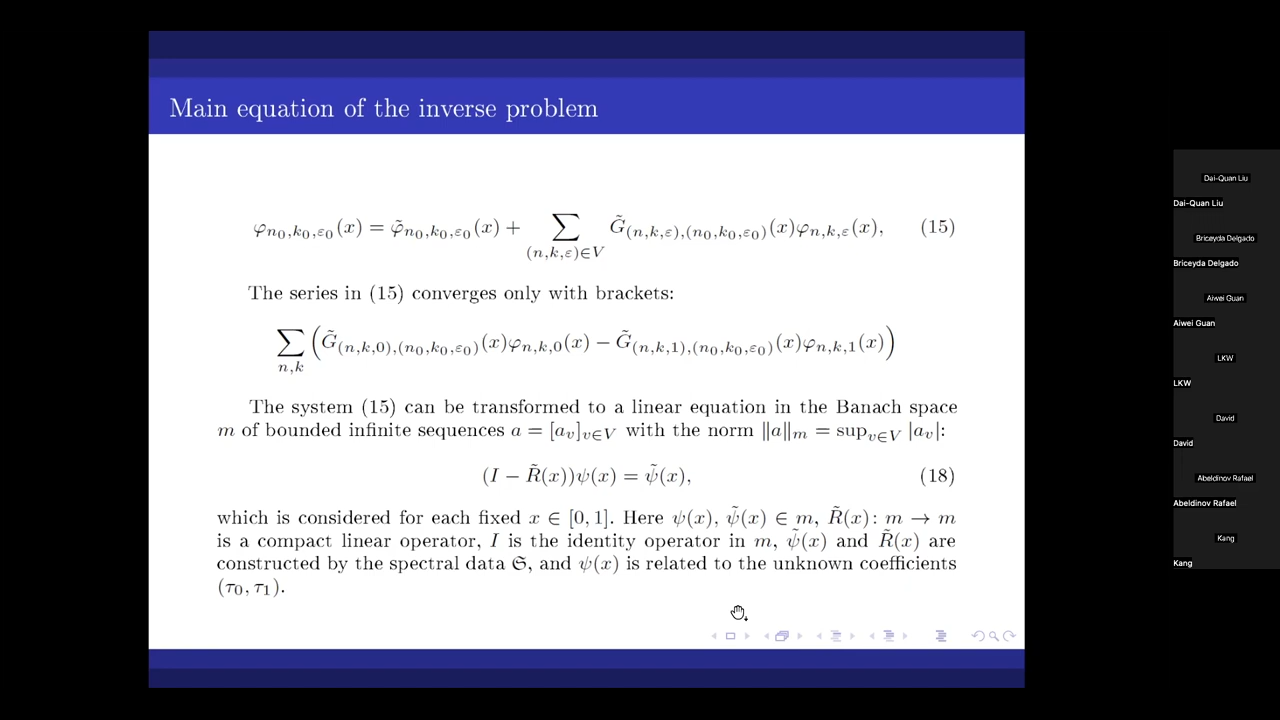 Main equation of the inverse problem
φ_{n_0,k_0,ε_0}(x) = φ̃_{n_0,k_0,ε_0}(x) + ∑_{(n,k,ε)∈V} G̃_{(n,k,ε),(n_0,k_0,ε_0)}(x)φ_{n,k,ε}(x), (15)
The series in (15) converges only with brackets:
∑_{n,k} (G̃_{(n,k,0),(n_0,k_0,ε_0)}(x)φ_{n,k,0}(x) − G̃_{(n,k,1),(n_0,k_0,ε_0)}(x)φ_{n,k,1}(x))
The system (15) can be transformed to a linear equation in the Banach space
m of bounded infinite sequences a = [a_v]_{v∈V} with the norm ‖a‖_m = sup_{v∈V} |a_v|:
(I − R̃(x))ψ(x) = ψ̃(x), (18)
which is considered for each fixed x ∈ [0, 1]. Here ψ(x), ψ̃(x) ∈ m, R̃(x): m → m
is a compact linear operator, I is the identity operator in m, ψ̃(x) and R̃(x) are
constructed by the spectral data 𝔖, and ψ(x) is related to the unknown coefficients
(τ_0, τ_1).
Dai-Quan Liu
Dai-Quan Liu
Briceyda Delgado
Briceyda Delgado
Aiwei Guan
Aiwei Guan
LKW
LKW
David
David
Abeldinov Rafael
Abeldinov Rafael
Kang
Kang